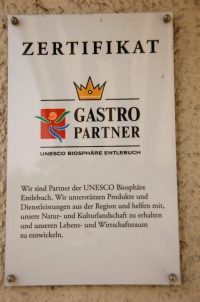 ZERTIFIKAT
GASTRO
PARTNER
UNESCO BIOSPHÄRE ENTLEBUCH
Wir sind Partner der UNESCO Biosphäre
Entlebuch. Wir unterstützen Produkte und
Dienstleistungen aus der Region und helfen mit,
unsere Natur- und Kulturlandschaft zu erhalten
und unseren Lebens- und Wirtschaftsraum
zu entwickeln.